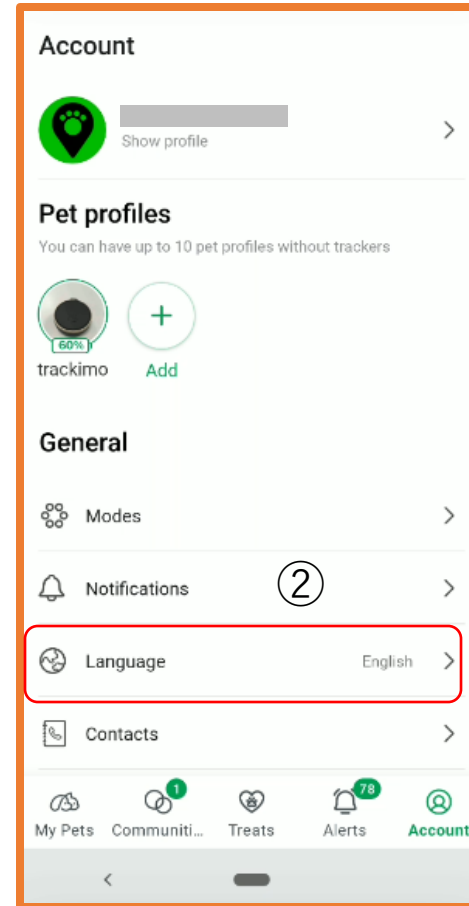 Account
Show profile
Pet profiles
You can have up to 10 pet profiles without trackers
60%
trackimo
Add
General
Modes
Notifications
②
Language English
Contacts
1
78
My Pets Communiti... Treats Alerts Account